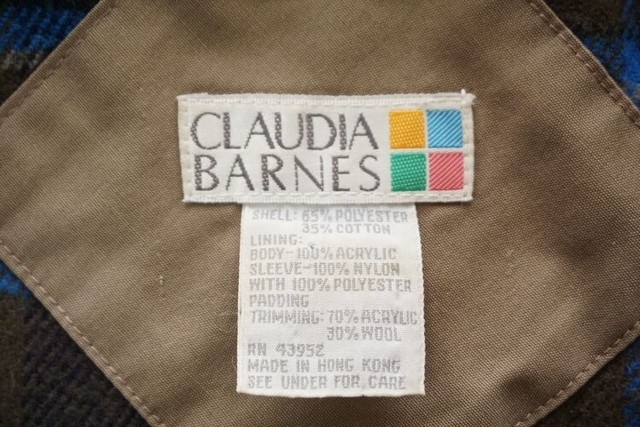 CLAUDIA
BARNES
SHELL: 65% POLYESTER
35% COTTON
LINING:
BODY-100% ACRYLIC
SLEEVE-100% NYLON
WITH 100% POLYESTER
PADDING
TRIMMING: 70% ACRYLIC
30% WOOL
RN 43952
MADE IN HONG KONG
SEE UNDER FOR CARE